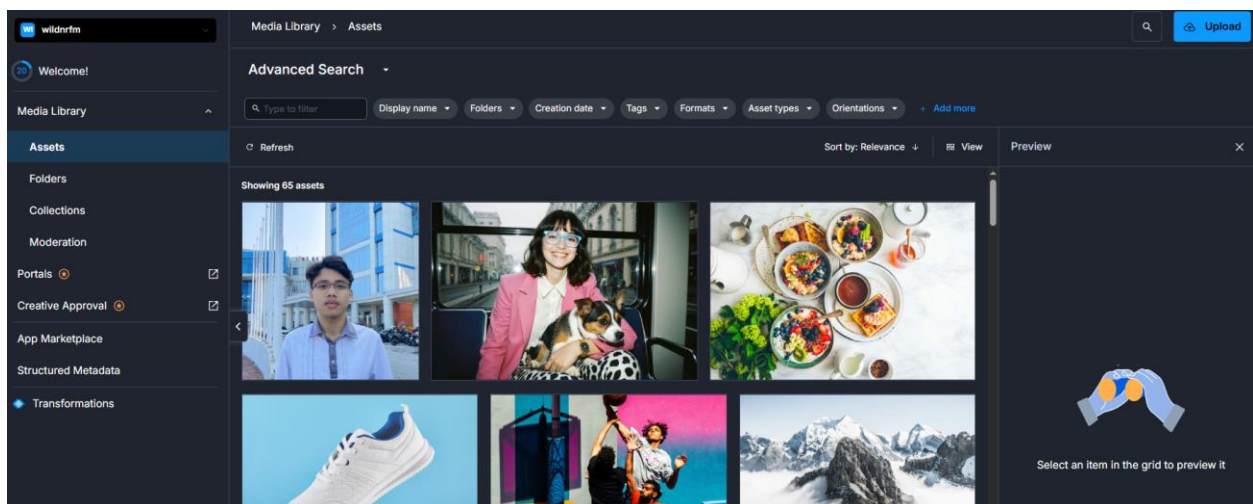 WI wildnrfm
Media Library > Assets
Upload
20 Welcome!
Advanced Search
Media Library
Type to filter
Display name
Folders
Creation date
Tags
Formats
Asset types
Orientations
+ Add more
Assets
Refresh
Sort by: Relevance ↓
View
Preview
Folders
Showing 65 assets
Collections
Moderation
Portals
Creative Approval
App Marketplace
Structured Metadata
Transformations
Select an item in the grid to preview it